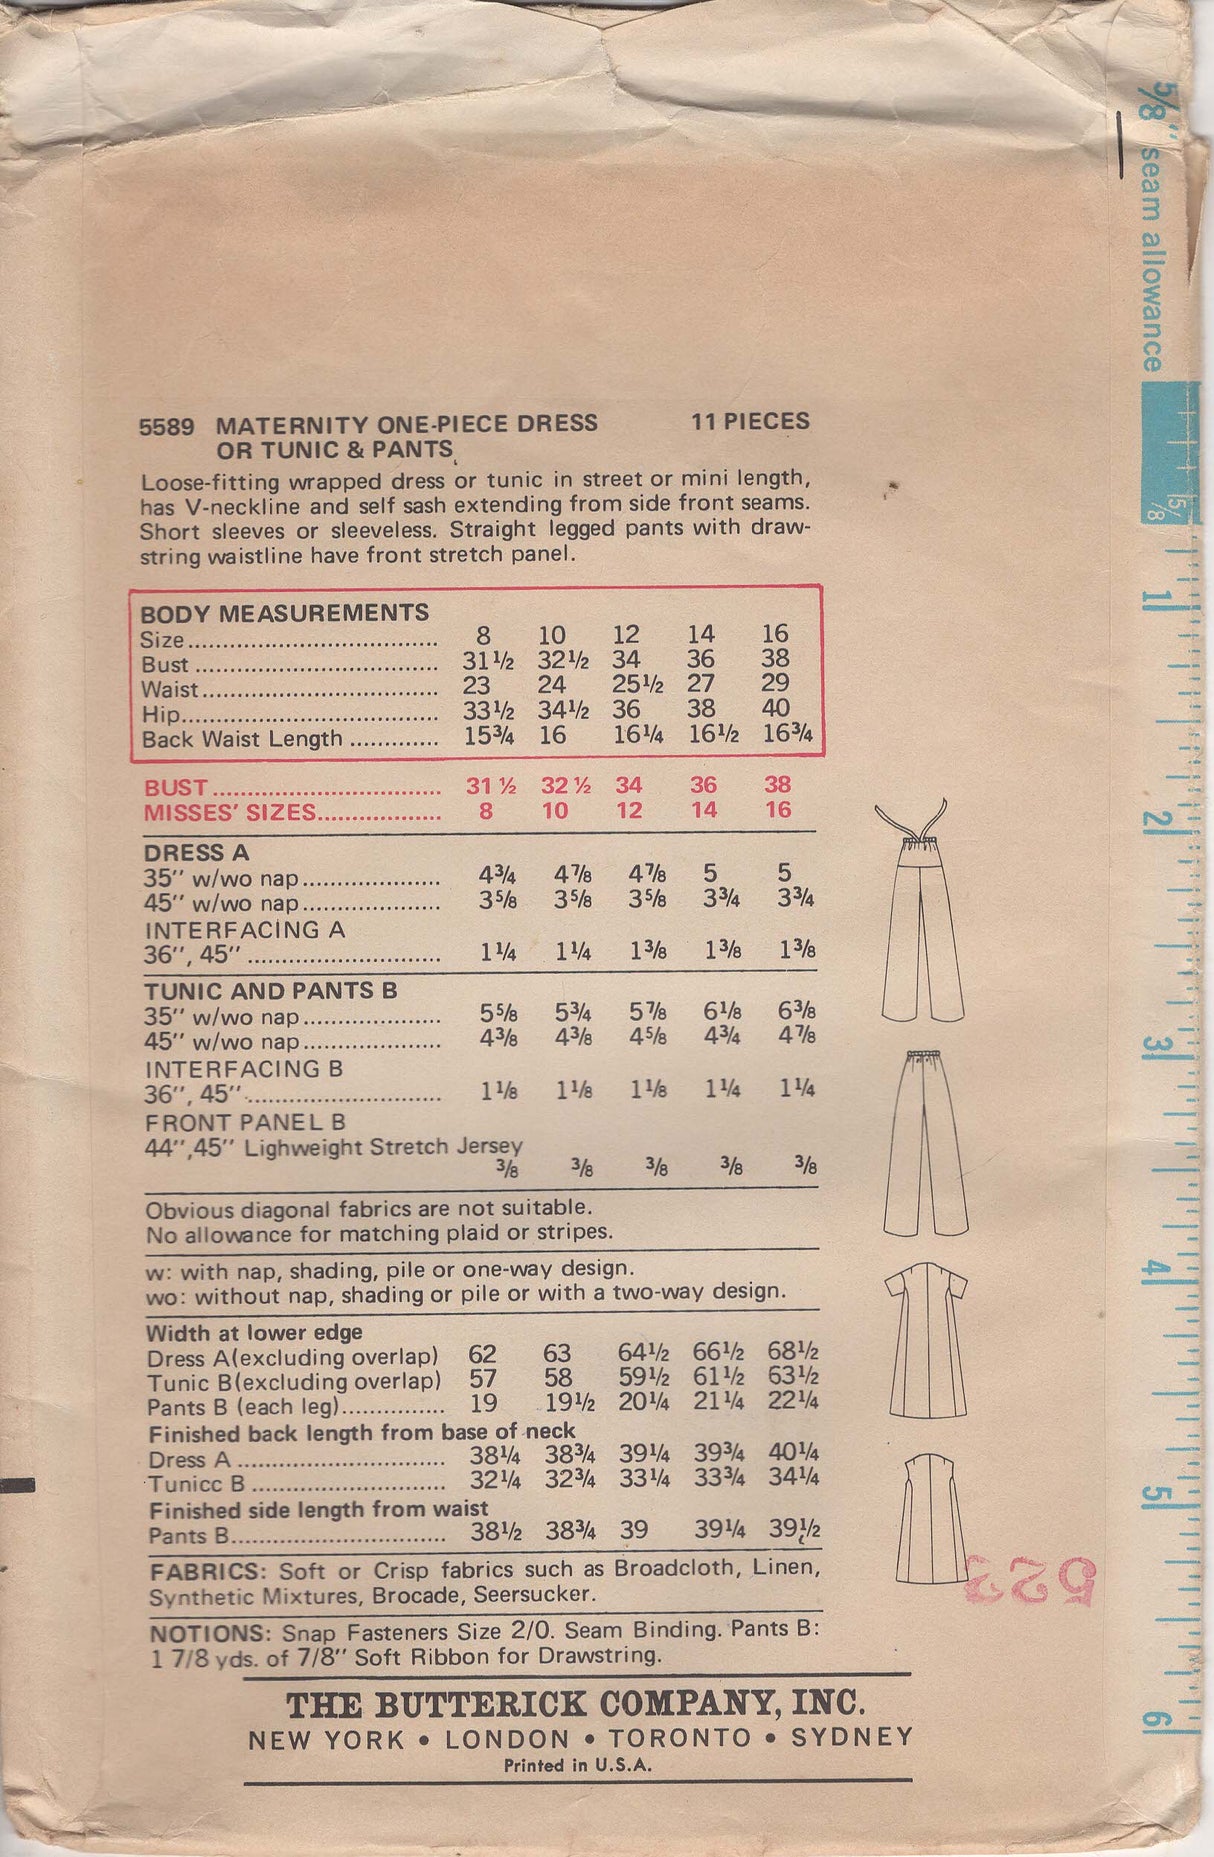 5/8" seam allowance
5589 MATERNITY ONE-PIECE DRESS 11 PIECES
OR TUNIC & PANTS
Loose-fitting wrapped dress or tunic in street or mini length,
has V-neckline and self sash extending from side front seams.
Short sleeves or sleeveless. Straight legged pants with draw-
string waistline have front stretch panel.
BODY MEASUREMENTS
Size.................................... 8 10 12 14 16
Bust ................................... 31½ 32½ 34 36 38
Waist.................................. 23 24 25½ 27 29
Hip..................................... 33½ 34½ 36 38 40
Back Waist Length ............. 15¾ 16 16¼ 16½ 16¾
BUST ................................. 31 ½ 32 ½ 34 36 38
MISSES' SIZES.................. 8 10 12 14 16
DRESS A
35" w/wo nap.................... 4¾ 4⅞ 4⅞ 5 5
45" w/wo nap.................... 3⅝ 3⅝ 3⅝ 3¾ 3¾
INTERFACING A
36", 45" ............................ 1¼ 1¼ 1⅜ 1⅜ 1⅜
TUNIC AND PANTS B
35" w/wo nap.................... 5⅝ 5¾ 5⅞ 6⅛ 6⅜
45" w/wo nap.................... 4⅜ 4⅜ 4⅝ 4¾ 4⅞
INTERFACING B
36", 45"............................. 1⅛ 1⅛ 1⅛ 1¼ 1¼
FRONT PANEL B
44",45" Lighweight Stretch Jersey
⅜ ⅜ ⅜ ⅜ ⅜
Obvious diagonal fabrics are not suitable.
No allowance for matching plaid or stripes.
w: with nap, shading, pile or one-way design.
wo: without nap, shading or pile or with a two-way design.
Width at lower edge
Dress A(excluding overlap) 62 63 64½ 66½ 68½
Tunic B(excluding overlap) 57 58 59½ 61½ 63½
Pants B (each leg)............... 19 19½ 20¼ 21¼ 22¼
Finished back length from base of neck
Dress A .............................. 38¼ 38¾ 39¼ 39¾ 40¼
Tunicc B ............................ 32¼ 32¾ 33¼ 33¾ 34¼
Finished side length from waist
Pants B............................... 38½ 38¾ 39 39¼ 39½
FABRICS: Soft or Crisp fabrics such as Broadcloth, Linen,
Synthetic Mixtures, Brocade, Seersucker.
NOTIONS: Snap Fasteners Size 2/0. Seam Binding. Pants B:
1 7/8 yds. of 7/8" Soft Ribbon for Drawstring.
THE BUTTERICK COMPANY, INC.
NEW YORK • LONDON • TORONTO • SYDNEY
Printed in U.S.A.
5/8
1
2
3
4
5
6
523